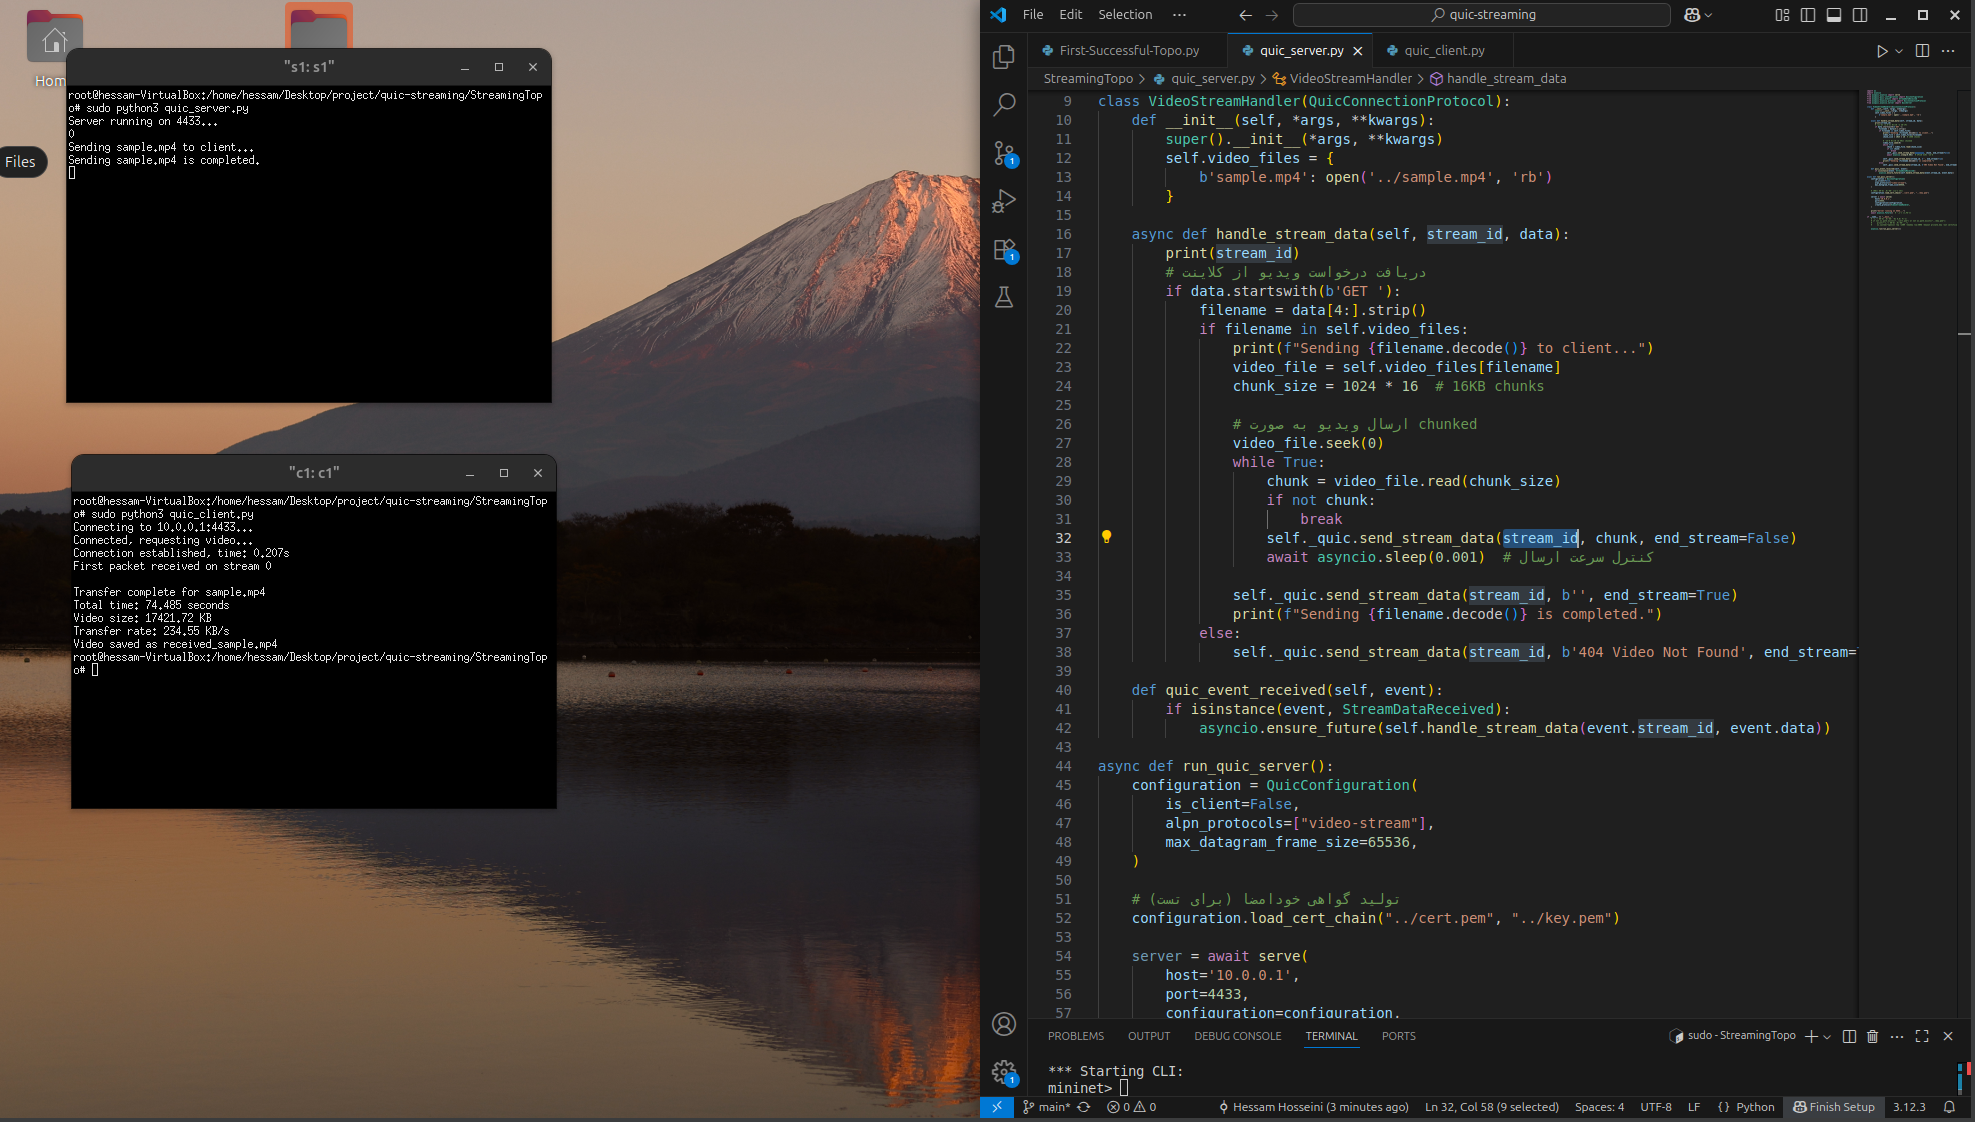 Home
Files
"s1: s1"
root@hessam-VirtualBox:/home/hessam/Desktop/project/quic-streaming/StreamingTop
o# sudo python3 quic_server.py
Server running on 4433...
0
Sending sample.mp4 to client...
Sending sample.mp4 is completed.
"c1: c1"
root@hessam-VirtualBox:/home/hessam/Desktop/project/quic-streaming/StreamingTop
o# sudo python3 quic_client.py
Connecting to 10.0.0.1:4433...
Connected, requesting video...
Connection established, time: 0.207s
First packet received on stream 0
Transfer complete for sample.mp4
Total time: 74.485 seconds
Video size: 17421.72 KB
Transfer rate: 234.55 KB/s
Video saved as received_sample.mp4
root@hessam-VirtualBox:/home/hessam/Desktop/project/quic-streaming/StreamingTop
o#
File Edit Selection ··· quic-streaming
First-Successful-Topo.py quic_server.py quic_client.py
StreamingTopo > quic_server.py > VideoStreamHandler > handle_stream_data
9 class VideoStreamHandler(QuicConnectionProtocol):
10 def __init__(self, *args, **kwargs):
11 super().__init__(*args, **kwargs)
12 self.video_files = {
13 b'sample.mp4': open('../sample.mp4', 'rb')
14 }
15
16 async def handle_stream_data(self, stream_id, data):
17 print(stream_id)
18 # دریافت درخواست ویدیو از کلاینت
19 if data.startswith(b'GET '):
20 filename = data[4:].strip()
21 if filename in self.video_files:
22 print(f"Sending {filename.decode()} to client...")
23 video_file = self.video_files[filename]
24 chunk_size = 1024 * 16 # 16KB chunks
25
26 # ارسال ویدیو به صورت chunked
27 video_file.seek(0)
28 while True:
29 chunk = video_file.read(chunk_size)
30 if not chunk:
31 break
32 self._quic.send_stream_data(stream_id, chunk, end_stream=False)
33 await asyncio.sleep(0.001) # کنترل سرعت ارسال
34
35 self._quic.send_stream_data(stream_id, b'', end_stream=True)
36 print(f"Sending {filename.decode()} is completed.")
37 else:
38 self._quic.send_stream_data(stream_id, b'404 Video Not Found', end_stream=
39
40 def quic_event_received(self, event):
41 if isinstance(event, StreamDataReceived):
42 asyncio.ensure_future(self.handle_stream_data(event.stream_id, event.data))
43
44 async def run_quic_server():
45 configuration = QuicConfiguration(
46 is_client=False,
47 alpn_protocols=["video-stream"],
48 max_datagram_frame_size=65536,
49 )
50
51 # تولید گواهی خودامضا (برای تست)
52 configuration.load_cert_chain("../cert.pem", "../key.pem")
53
54 server = await serve(
55 host='10.0.0.1',
56 port=4433,
57 configuration=configuration,
PROBLEMS OUTPUT DEBUG CONSOLE TERMINAL PORTS sudo - StreamingTopo
*** Starting CLI:
mininet>
main* 0 0 Hessam Hosseini (3 minutes ago) Ln 32, Col 58 (9 selected) Spaces: 4 UTF-8 LF {} Python Finish Setup 3.12.3